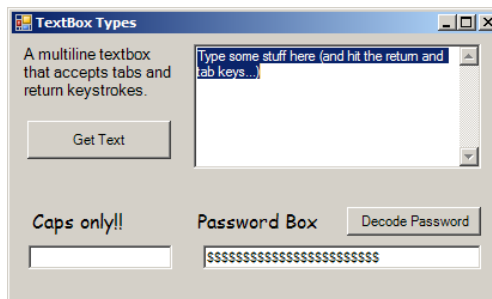 TextBox Types
A multiline textbox
that accepts tabs and
return keystrokes.
Type some stuff here (and hit the return and
tab keys...)
Get Text
Caps only!!
Password Box
Decode Password
$$$$$$$$$$$$$$$$$$$$$$$$